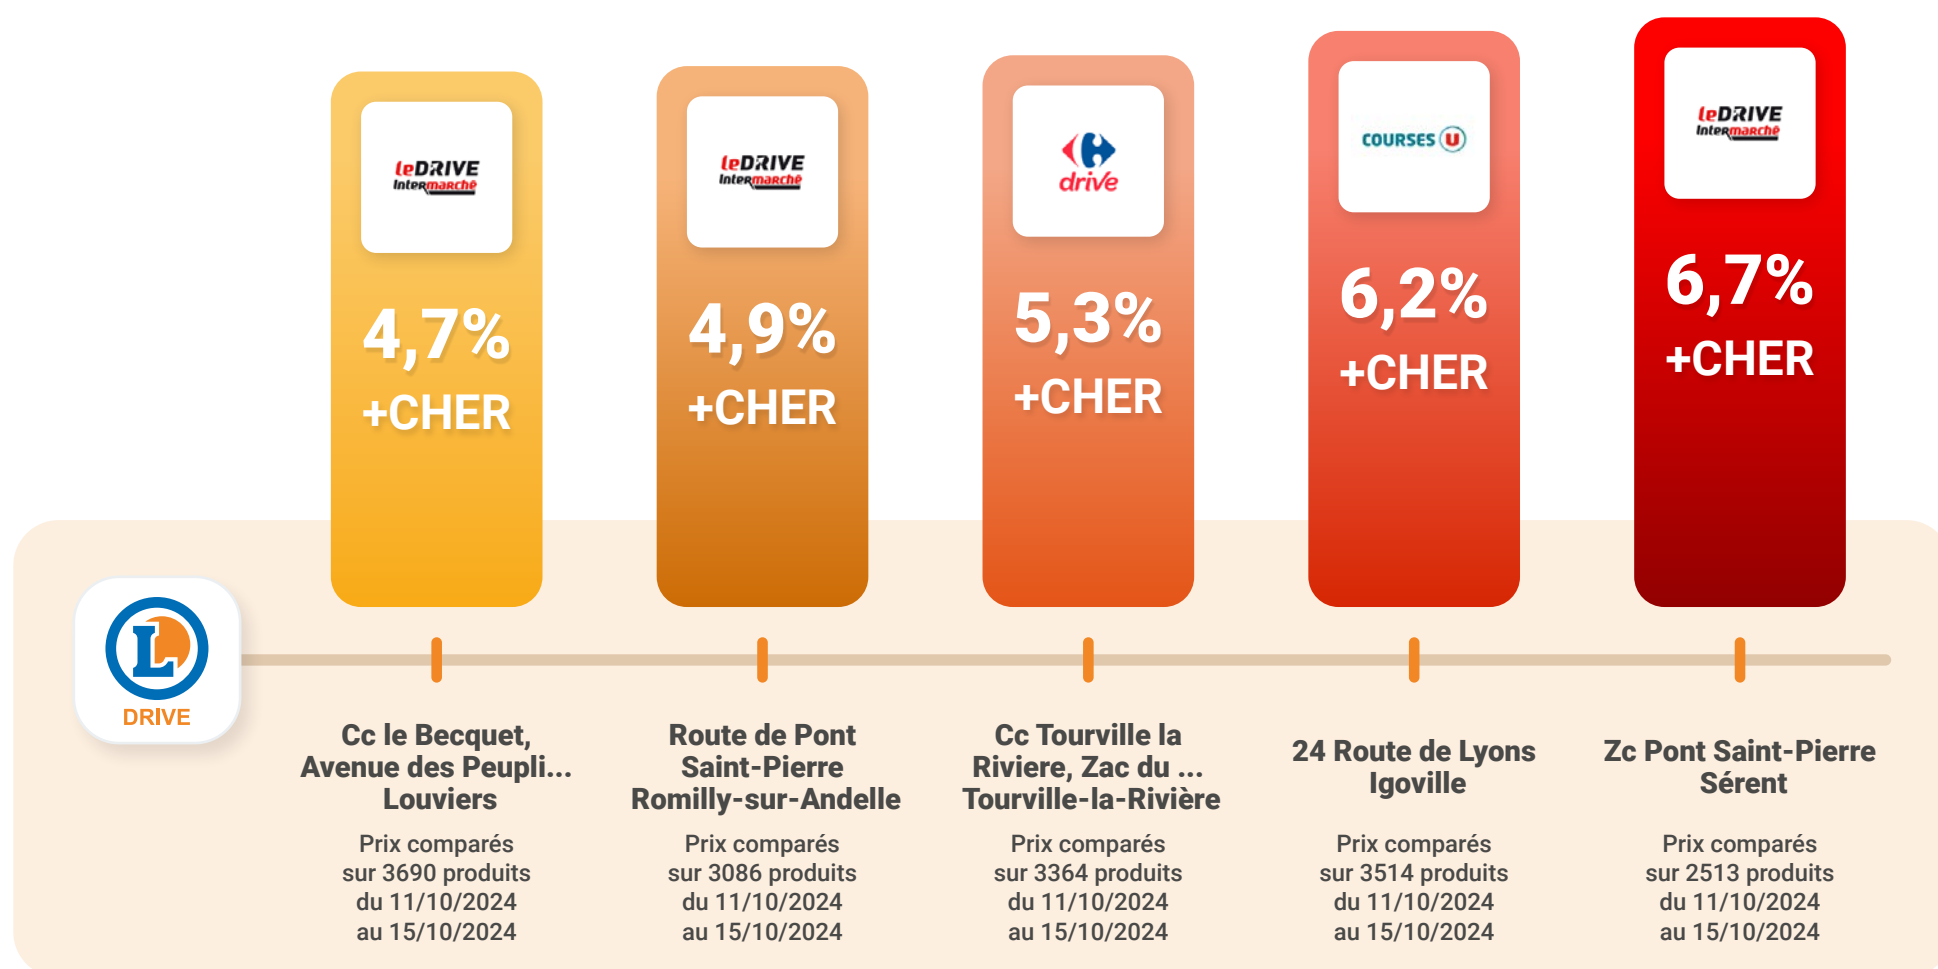 leDRIVE
Intermarché
4,7%
+CHER
leDRIVE
Intermarché
4,9%
+CHER
drive
5,3%
+CHER
COURSES U
6,2%
+CHER
leDRIVE
Intermarché
6,7%
+CHER
L
DRIVE
Cc le Becquet,
Avenue des Peupli...
Louviers
Prix comparés
sur 3690 produits
du 11/10/2024
au 15/10/2024
Route de Pont
Saint-Pierre
Romilly-sur-Andelle
Prix comparés
sur 3086 produits
du 11/10/2024
au 15/10/2024
Cc Tourville la
Riviere, Zac du ...
Tourville-la-Rivière
Prix comparés
sur 3364 produits
du 11/10/2024
au 15/10/2024
24 Route de Lyons
Igoville
Prix comparés
sur 3514 produits
du 11/10/2024
au 15/10/2024
Zc Pont Saint-Pierre
Sérent
Prix comparés
sur 2513 produits
du 11/10/2024
au 15/10/2024